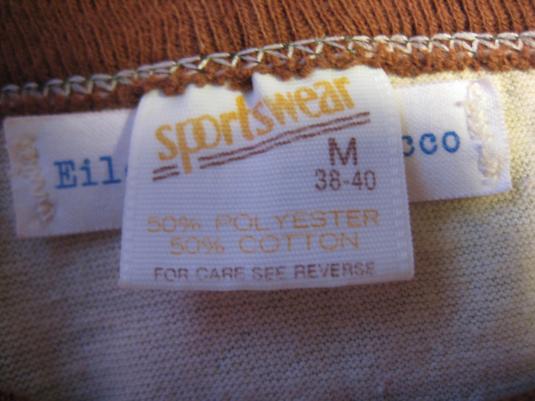 sportswear
M
38-40
50% POLYESTER
50% COTTON
FOR CARE SEE REVERSE